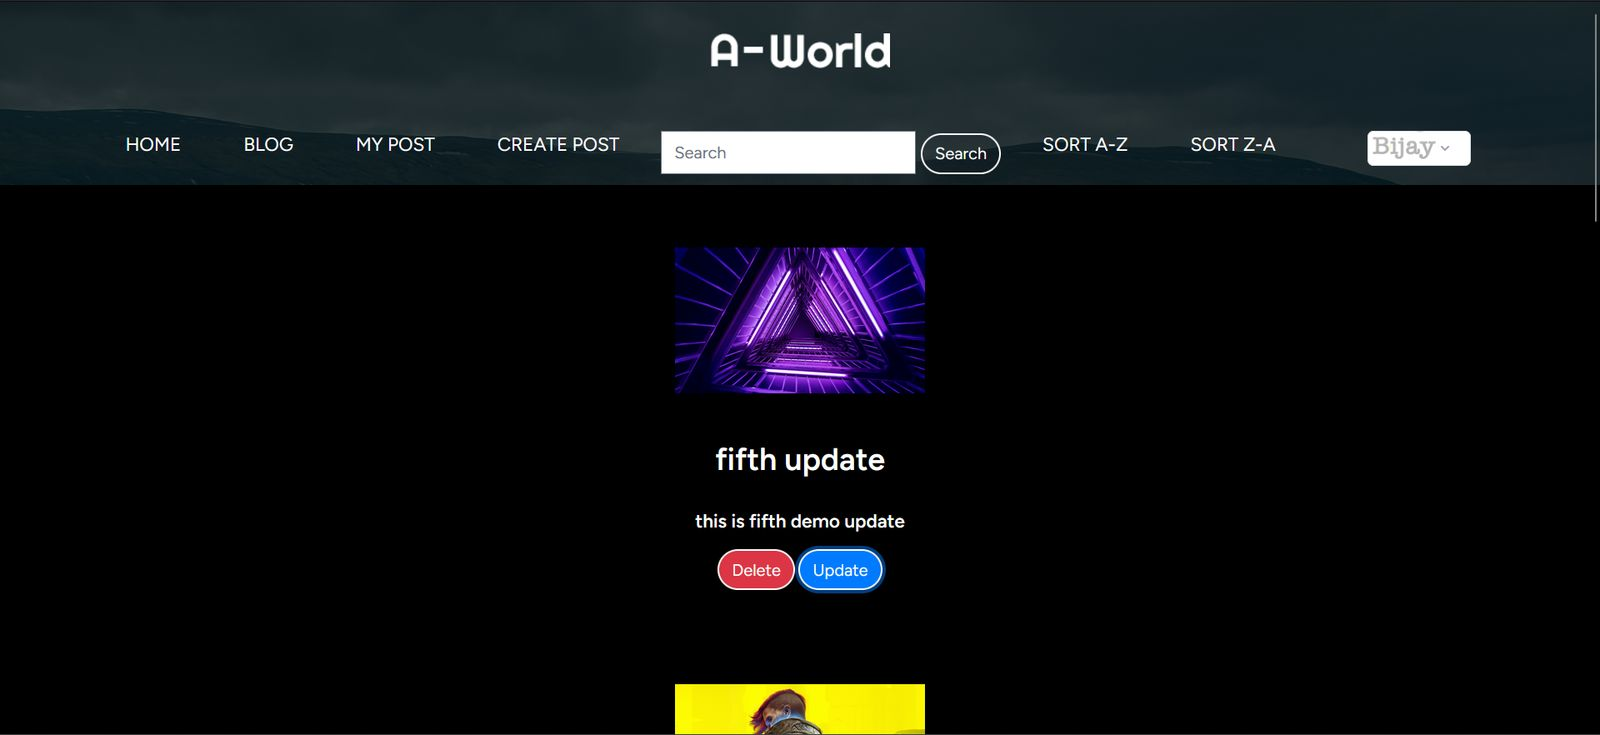 A-World
HOME BLOG MY POST CREATE POST Search Search SORT A-Z SORT Z-A Bijay
fifth update
this is fifth demo update
Delete Update